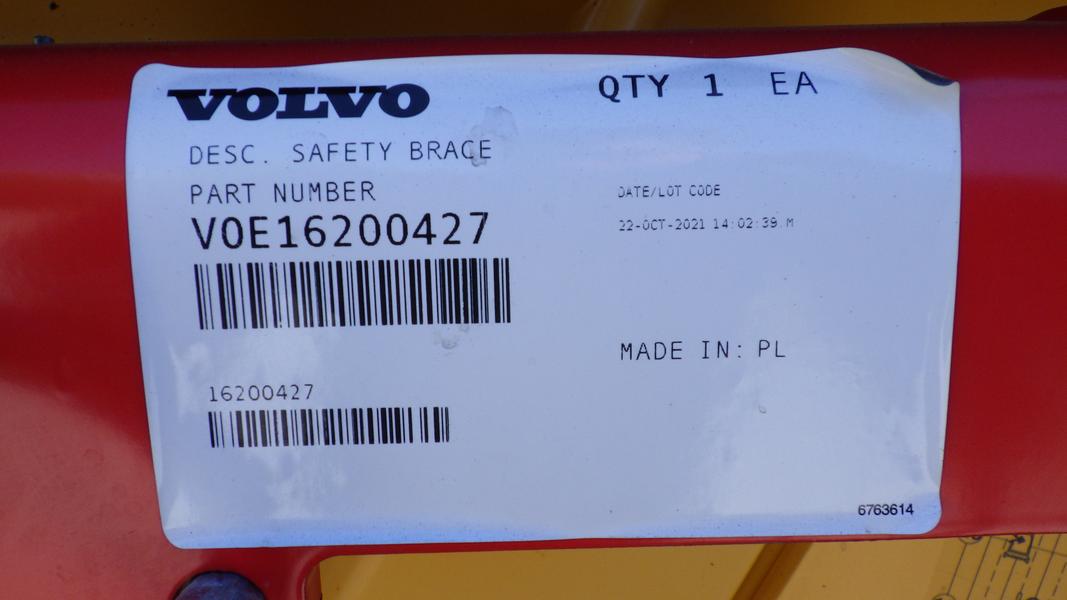 VOLVO
QTY 1 EA
DESC. SAFETY BRACE
PART NUMBER
VOE16200427
DATE/LOT CODE
22-OCT-2021 14:02:39.M
MADE IN: PL
16200427
6763614